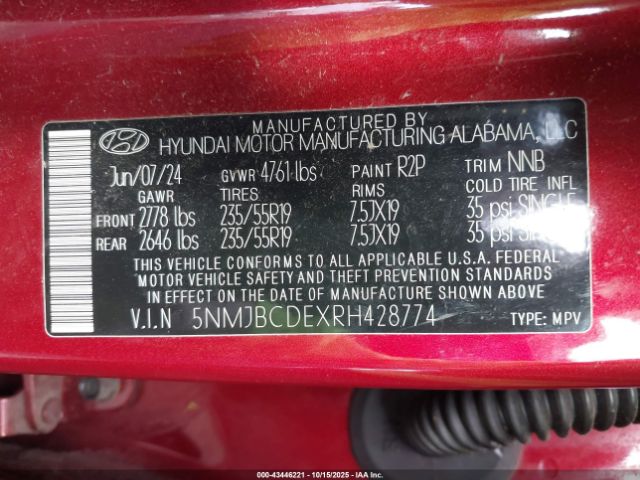 MANUFACTURED BY
HYUNDAI MOTOR MANUFACTURING ALABAMA, LLC
Jun/07/24 GVWR 4761 lbs PAINT R2P TRIM NNB
GAWR TIRES RIMS COLD TIRE INFL
FRONT 2778 lbs 235/55R19 7.5JX19 35 psi SINGLE
REAR 2646 lbs 235/55R19 7.5JX19 35 psi SINGLE
THIS VEHICLE CONFORMS TO ALL APPLICABLE U.S.A. FEDERAL
MOTOR VEHICLE SAFETY AND THEFT PREVENTION STANDARDS
IN EFFECT ON THE DATE OF MANUFACTURE SHOWN ABOVE.
V.I.N 5NMJBCDEXRH428774 TYPE: MPV
000-43446221 - 10/15/2025 - IAA Inc.